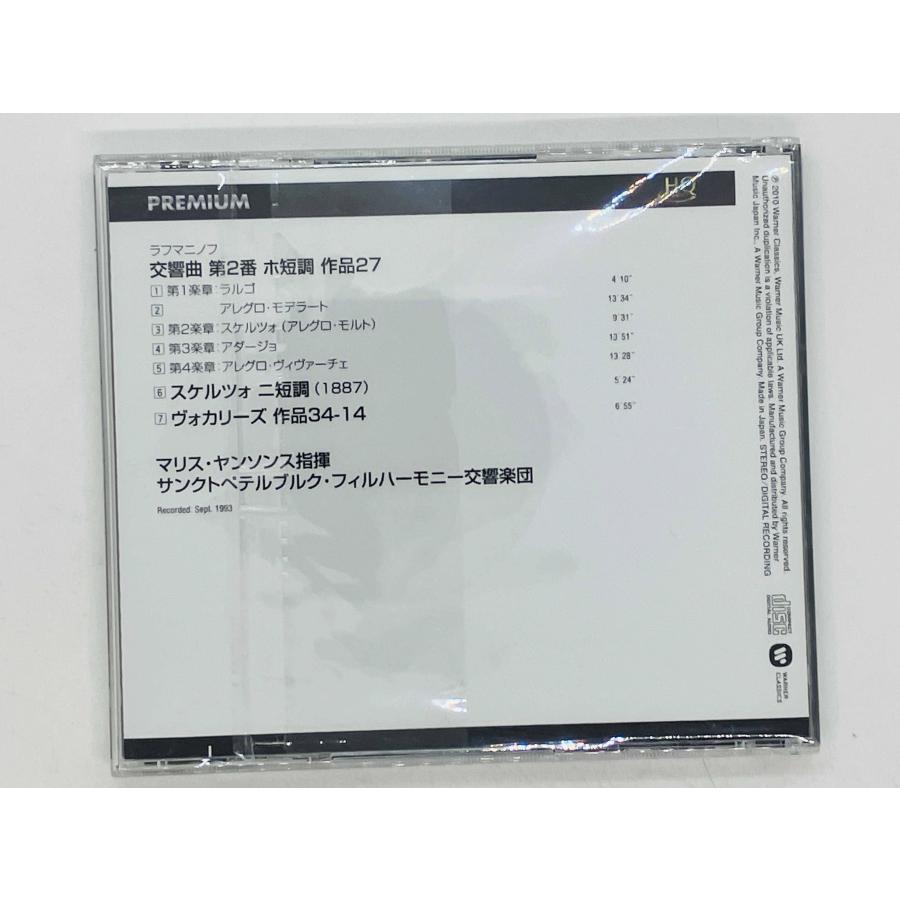 PREMIUM
HQ
ラフマニノフ
交響曲 第2番 ホ短調 作品27
1 第1楽章：ラルゴ 4´10˝
2 アレグロ・モデラート 13´34˝
3 第2楽章：スケルツォ（アレグロ・モルト） 9´31˝
4 第3楽章：アダージョ 13´51˝
5 第4楽章：アレグロ・ヴィヴァーチェ 13´28˝
6 スケルツォ ニ短調（1887） 5´24˝
7 ヴォカリーズ 作品34-14 6´55˝
マリス・ヤンソンス指揮
サンクトペテルブルク・フィルハーモニー交響楽団
Recorded: Sept. 1993
℗ 2010 Warner Classics, Warner Music UK Ltd. A Warner Music Group Company. All rights reserved.
Unauthorized duplication is a violation of applicable laws. Manufactured and distributed by Warner
Music Japan Inc., A Warner Music Group Company. Made in Japan. STEREO/DIGITAL RECORDING
COMPACT
disc
DIGITAL AUDIO
WARNER
CLASSICS